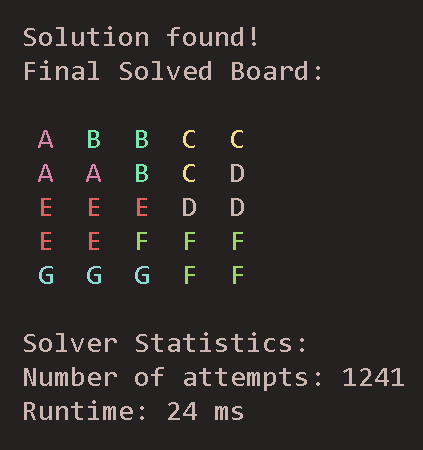 Solution found!
Final Solved Board:
A B B C C
A A B C D
E E E D D
E E F F F
G G G F F
Solver Statistics:
Number of attempts: 1241
Runtime: 24 ms